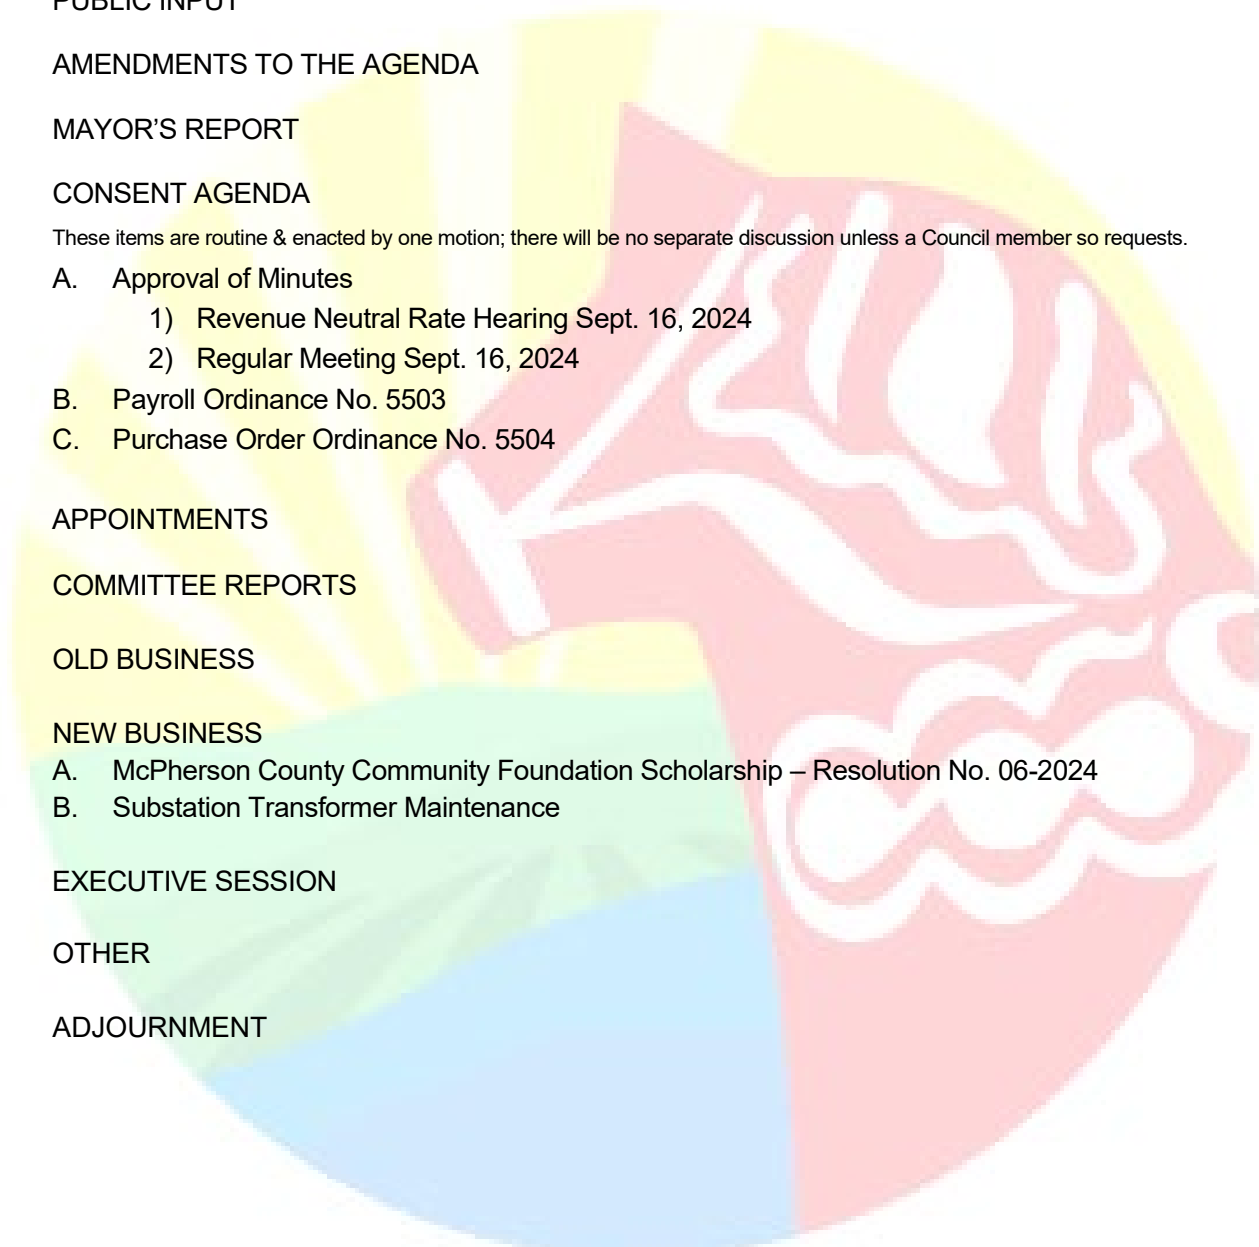 PUBLIC INPUT
AMENDMENTS TO THE AGENDA
MAYOR’S REPORT
CONSENT AGENDA
These items are routine & enacted by one motion; there will be no separate discussion unless a Council member so requests.
A. Approval of Minutes
1) Revenue Neutral Rate Hearing Sept. 16, 2024
2) Regular Meeting Sept. 16, 2024
B. Payroll Ordinance No. 5503
C. Purchase Order Ordinance No. 5504
APPOINTMENTS
COMMITTEE REPORTS
OLD BUSINESS
NEW BUSINESS
A. McPherson County Community Foundation Scholarship – Resolution No. 06-2024
B. Substation Transformer Maintenance
EXECUTIVE SESSION
OTHER
ADJOURNMENT